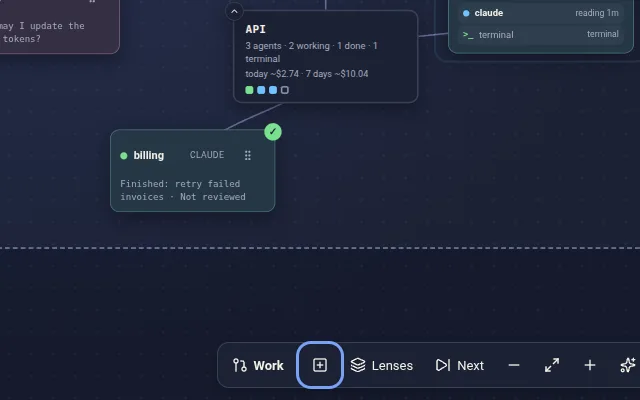 may I update the
tokens?
API
3 agents · 2 working · 1 done · 1
terminal
today ~$2.74 · 7 days ~$10.04
claude reading 1m
>_ terminal terminal
billing CLAUDE
Finished: retry failed
invoices · Not reviewed
Work Lenses Next